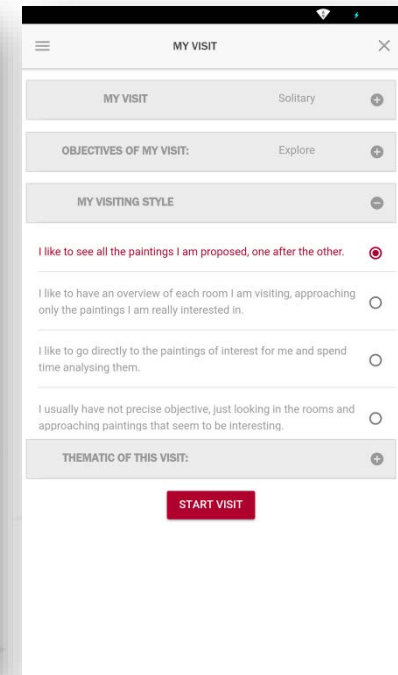 MY VISIT
MY VISIT Solitary
OBJECTIVES OF MY VISIT: Explore
MY VISITING STYLE
I like to see all the paintings I am proposed, one after the other.
I like to have an overview of each room I am visiting, approaching
only the paintings I am really interested in.
I like to go directly to the paintings of interest for me and spend
time analysing them.
I usually have not precise objective, just looking in the rooms and
approaching paintings that seem to be interesting.
THEMATIC OF THIS VISIT:
START VISIT